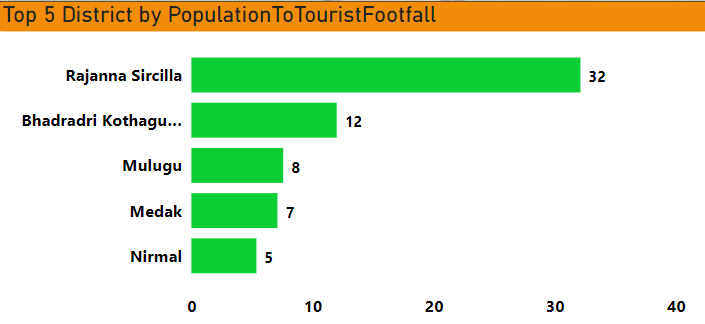 Top 5 District by PopulationToTouristFootfall
Rajanna Sircilla 32
Bhadradri Kothagu... 12
Mulugu 8
Medak 7
Nirmal 5
0 10 20 30 40